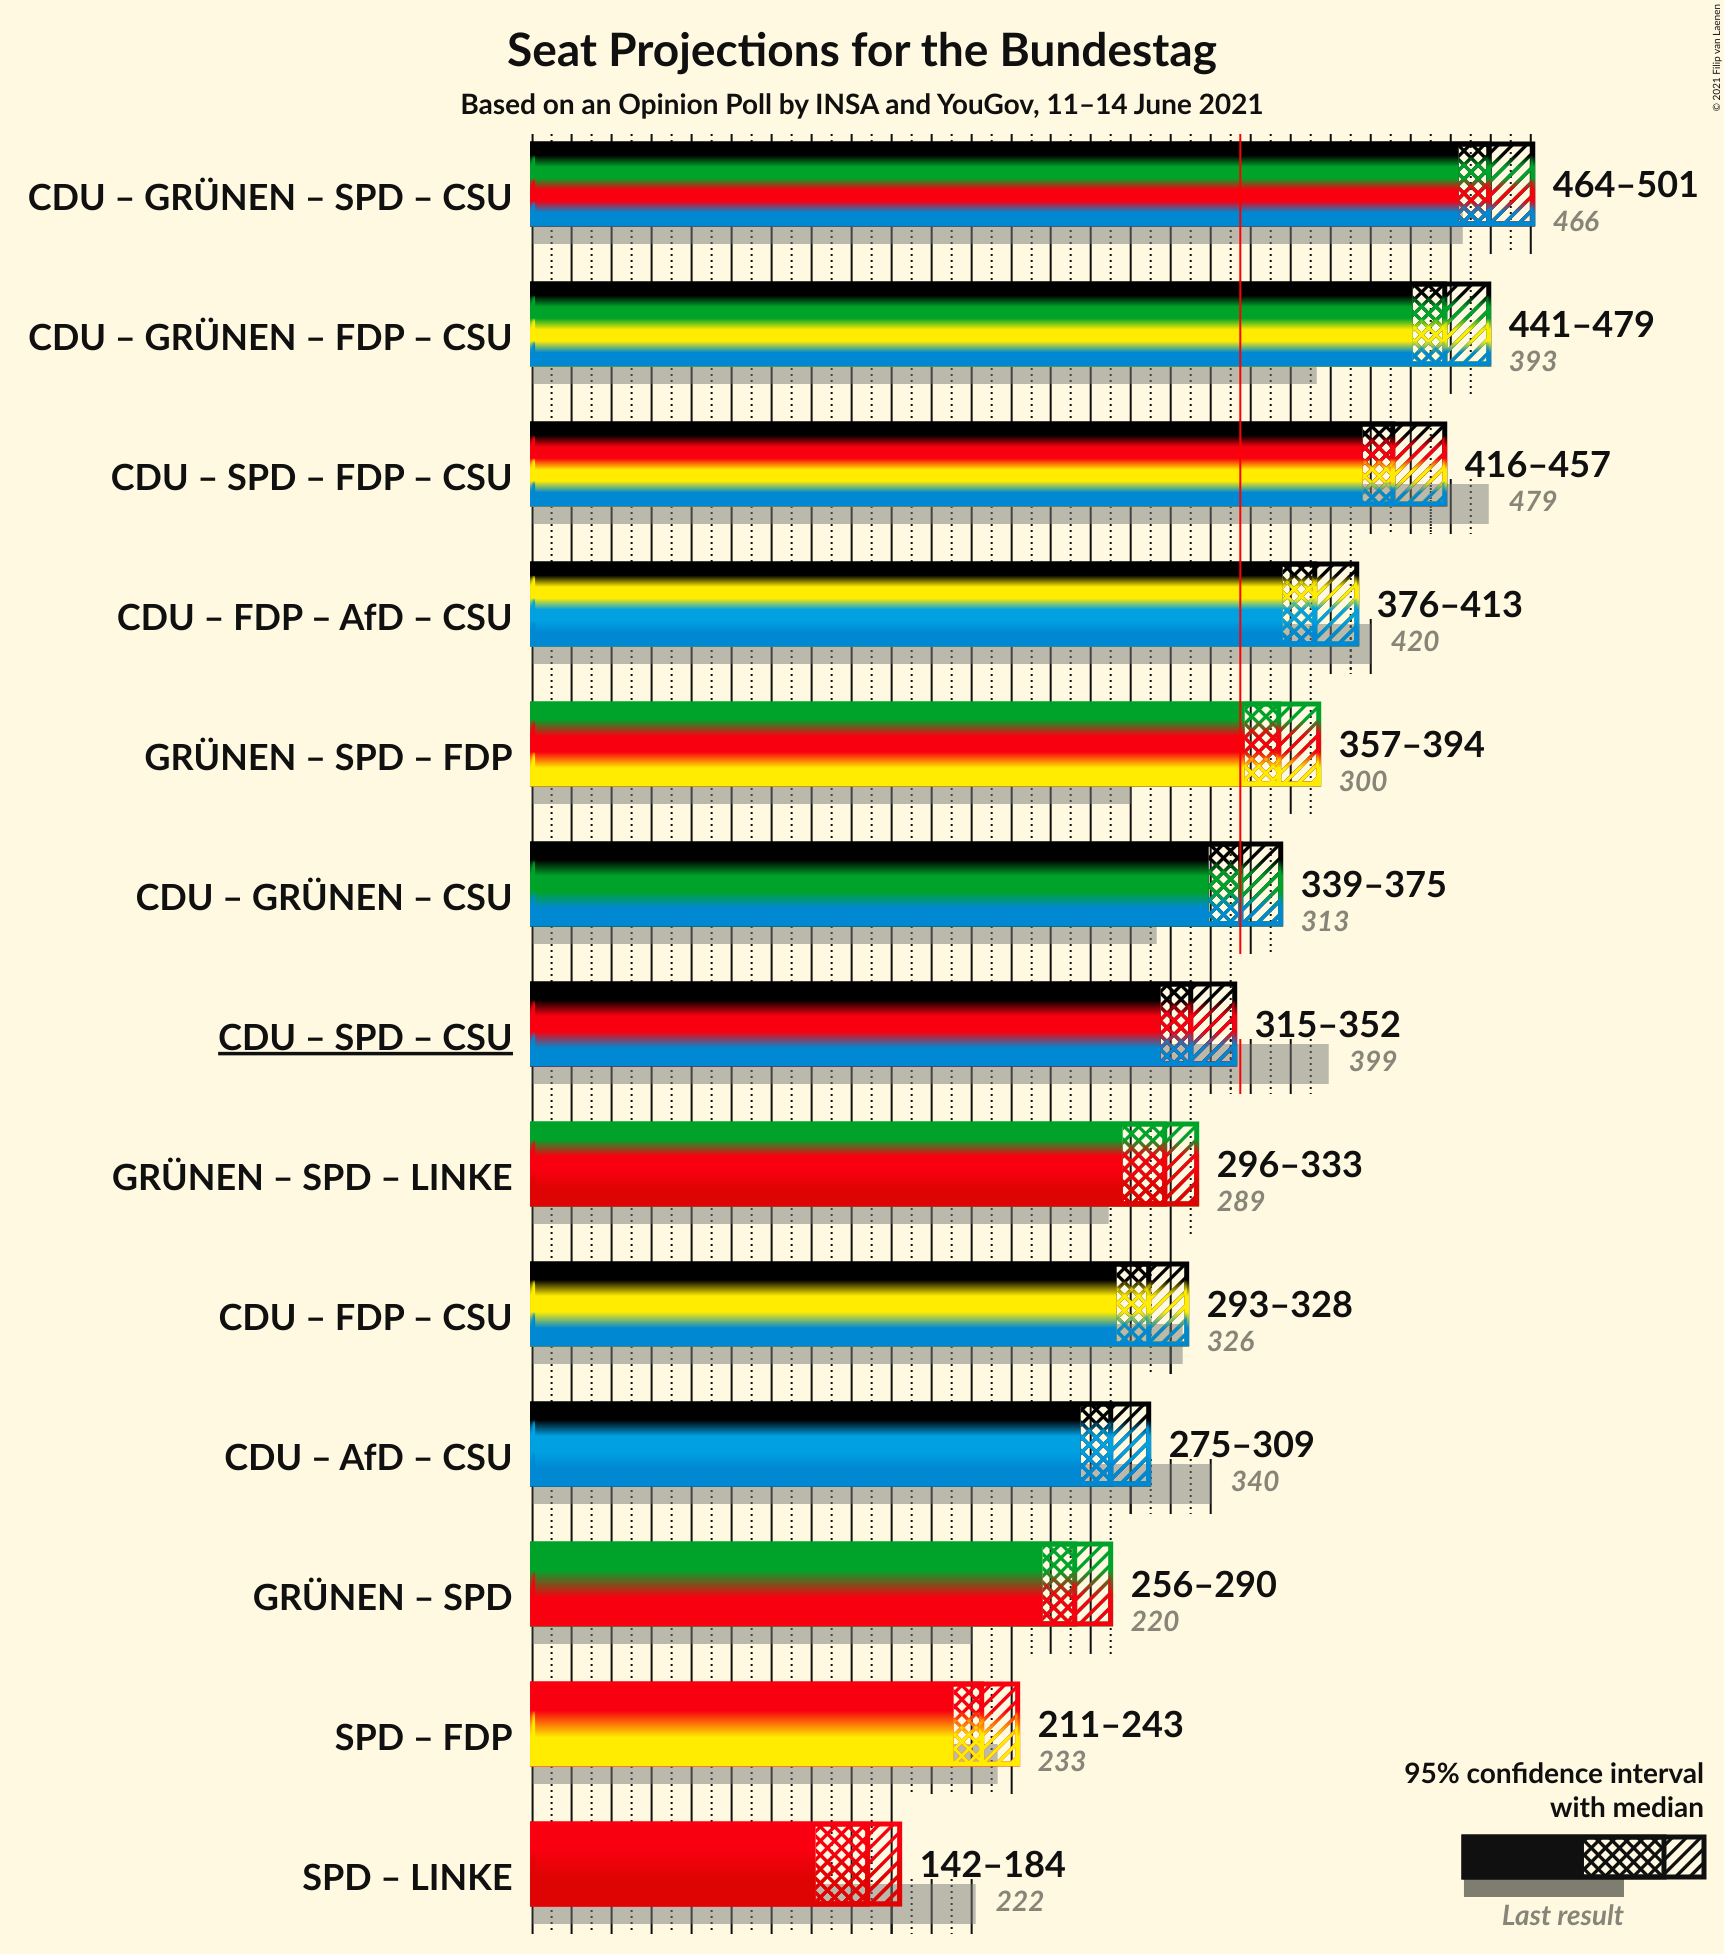 Seat Projections for the Bundestag
Based on an Opinion Poll by INSA and YouGov, 11–14 June 2021
© 2021 Filip van Laenen
CDU – GRÜNEN – SPD – CSU
464–501
466
CDU – GRÜNEN – FDP – CSU
441–479
393
CDU – SPD – FDP – CSU
416–457
479
CDU – FDP – AfD – CSU
376–413
420
GRÜNEN – SPD – FDP
357–394
300
CDU – GRÜNEN – CSU
339–375
313
CDU – SPD – CSU
315–352
399
GRÜNEN – SPD – LINKE
296–333
289
CDU – FDP – CSU
293–328
326
CDU – AfD – CSU
275–309
340
GRÜNEN – SPD
256–290
220
SPD – FDP
211–243
233
SPD – LINKE
142–184
222
95% confidence interval
with median
Last result